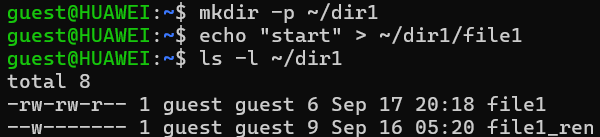 guest@HUAWEI:~$ mkdir -p ~/dir1
guest@HUAWEI:~$ echo "start" > ~/dir1/file1
guest@HUAWEI:~$ ls -l ~/dir1
total 8
-rw-rw-r-- 1 guest guest 6 Sep 17 20:18 file1
--w------- 1 guest guest 9 Sep 16 05:20 file1_ren